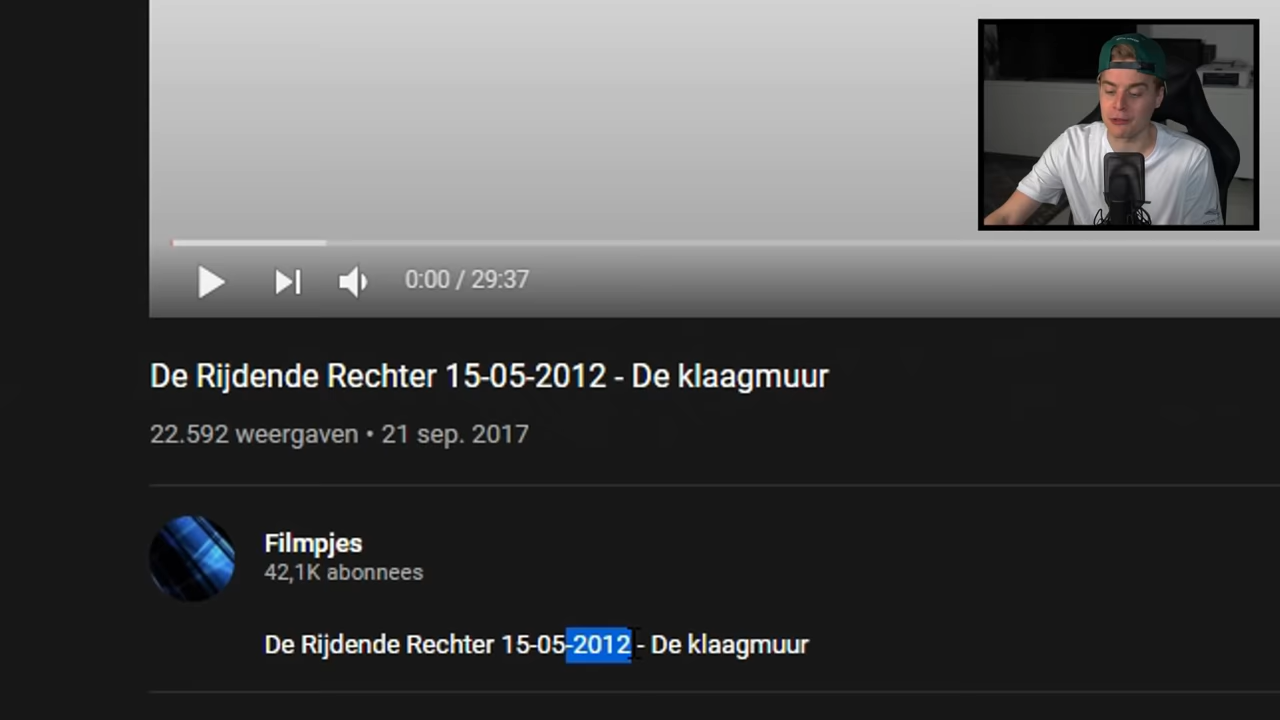 0:00 / 29:37
De Rijdende Rechter 15-05-2012 - De klaagmuur
22.592 weergaven • 21 sep. 2017
Filmpjes
42,1K abonnees
De Rijdende Rechter 15-05-2012 - De klaagmuur